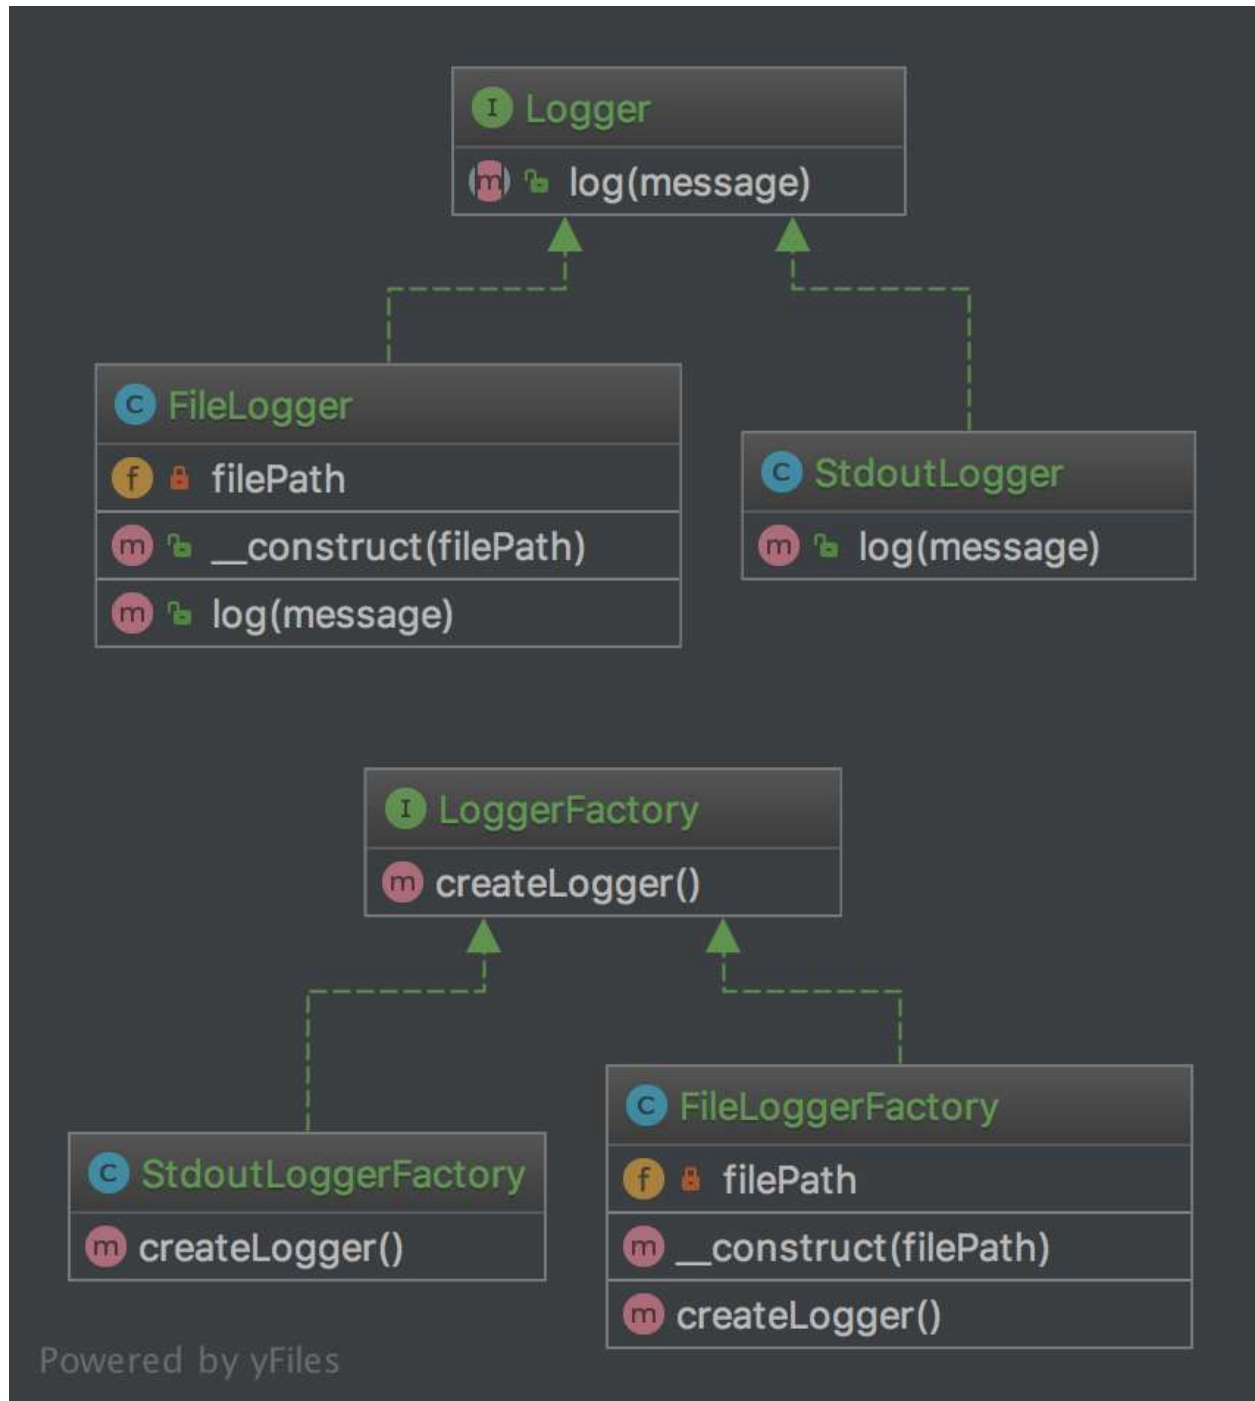 I Logger
m log(message)
C FileLogger
f filePath
m __construct(filePath)
m log(message)
C StdoutLogger
m log(message)
I LoggerFactory
m createLogger()
C StdoutLoggerFactory
m createLogger()
C FileLoggerFactory
f filePath
m __construct(filePath)
m createLogger()
Powered by yFiles